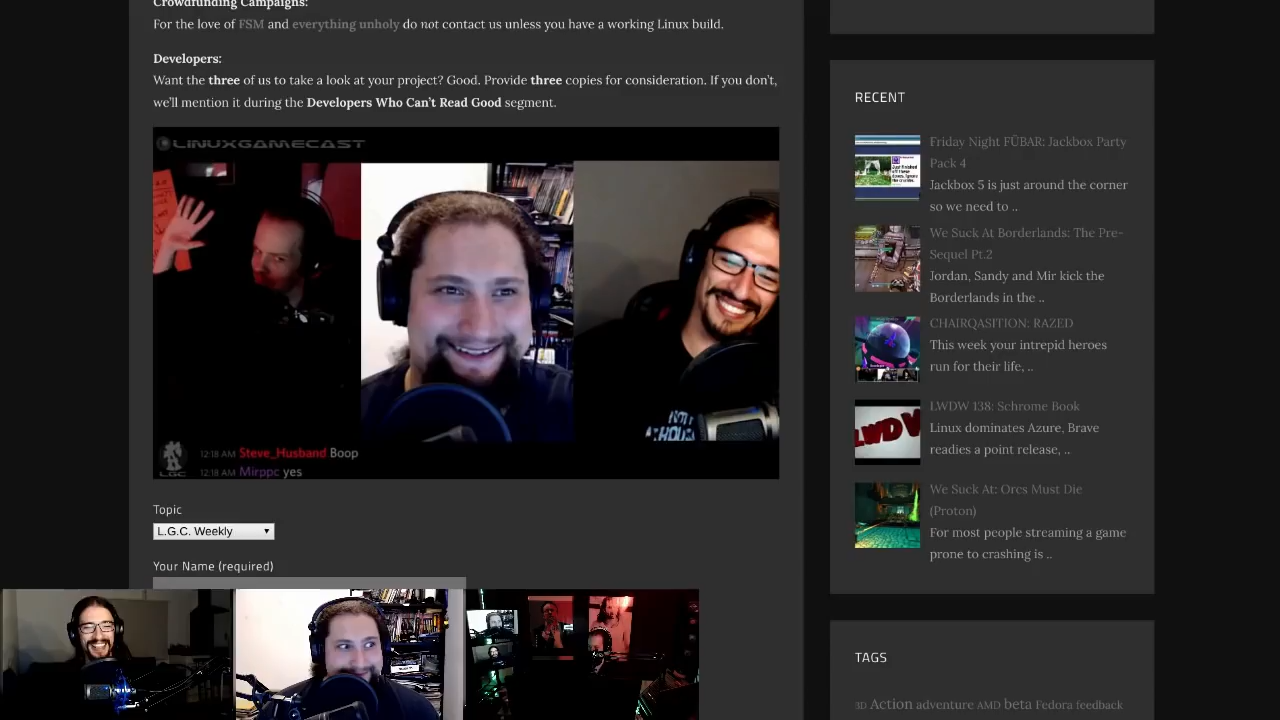 Crowdfunding Campaigns:
For the love of FSM and everything unholy do not contact us unless you have a working Linux build.
Developers:
Want the three of us to take a look at your project? Good. Provide three copies for consideration. If you don't,
we'll mention it during the Developers Who Can't Read Good segment.
LINUXGAMECAST
LGC
12:18 AM Steve_Husband Boop
12:18 AM Mirppc yes
Topic
L.G.C. Weekly
Your Name (required)
RECENT
Friday Night FŪBAR: Jackbox Party
Pack 4
Jackbox 5 is just around the corner
so we need to ..
We Suck At Borderlands: The Pre-
Sequel Pt.2
Jordan, Sandy and Mir kick the
Borderlands in the ..
CHAIRQASITION: RAZED
This week your intrepid heroes
run for their life, ..
LWDW
LWDW 138: Schrome Book
Linux dominates Azure, Brave
readies a point release, ..
We Suck At: Orcs Must Die
(Proton)
For most people streaming a game
prone to crashing is ..
TAGS
3D Action adventure AMD beta Fedora feedback